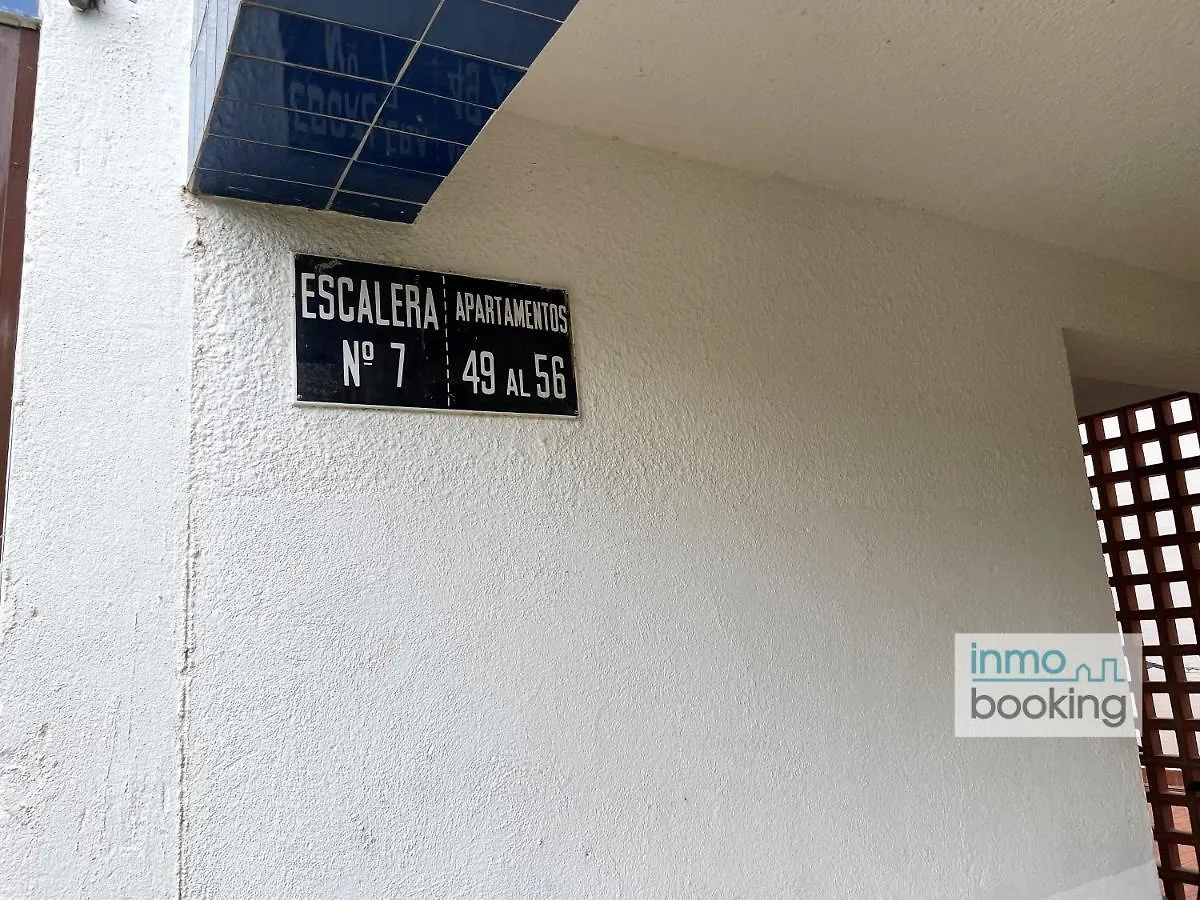 ESCALERA
Nº 7
APARTAMENTOS
49 AL 56
inmo
booking